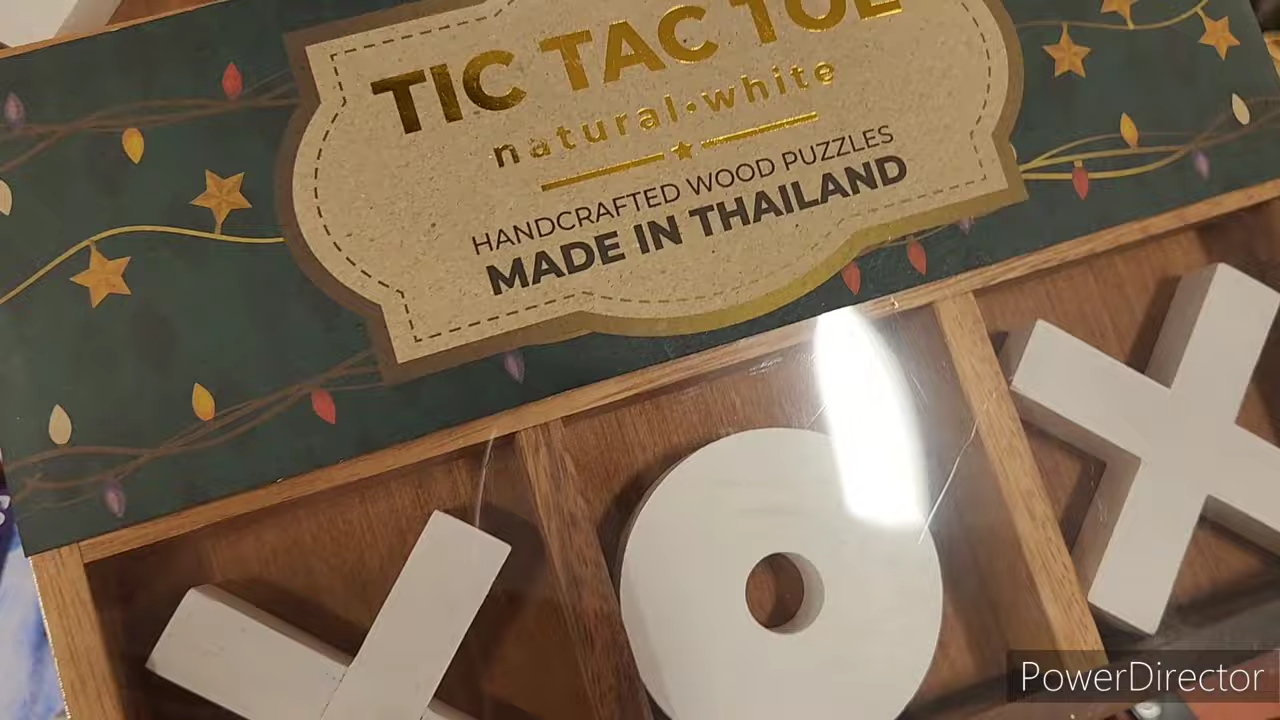 TIC TAC TOE
natural·white
HANDCRAFTED WOOD PUZZLES
MADE IN THAILAND
PowerDirector